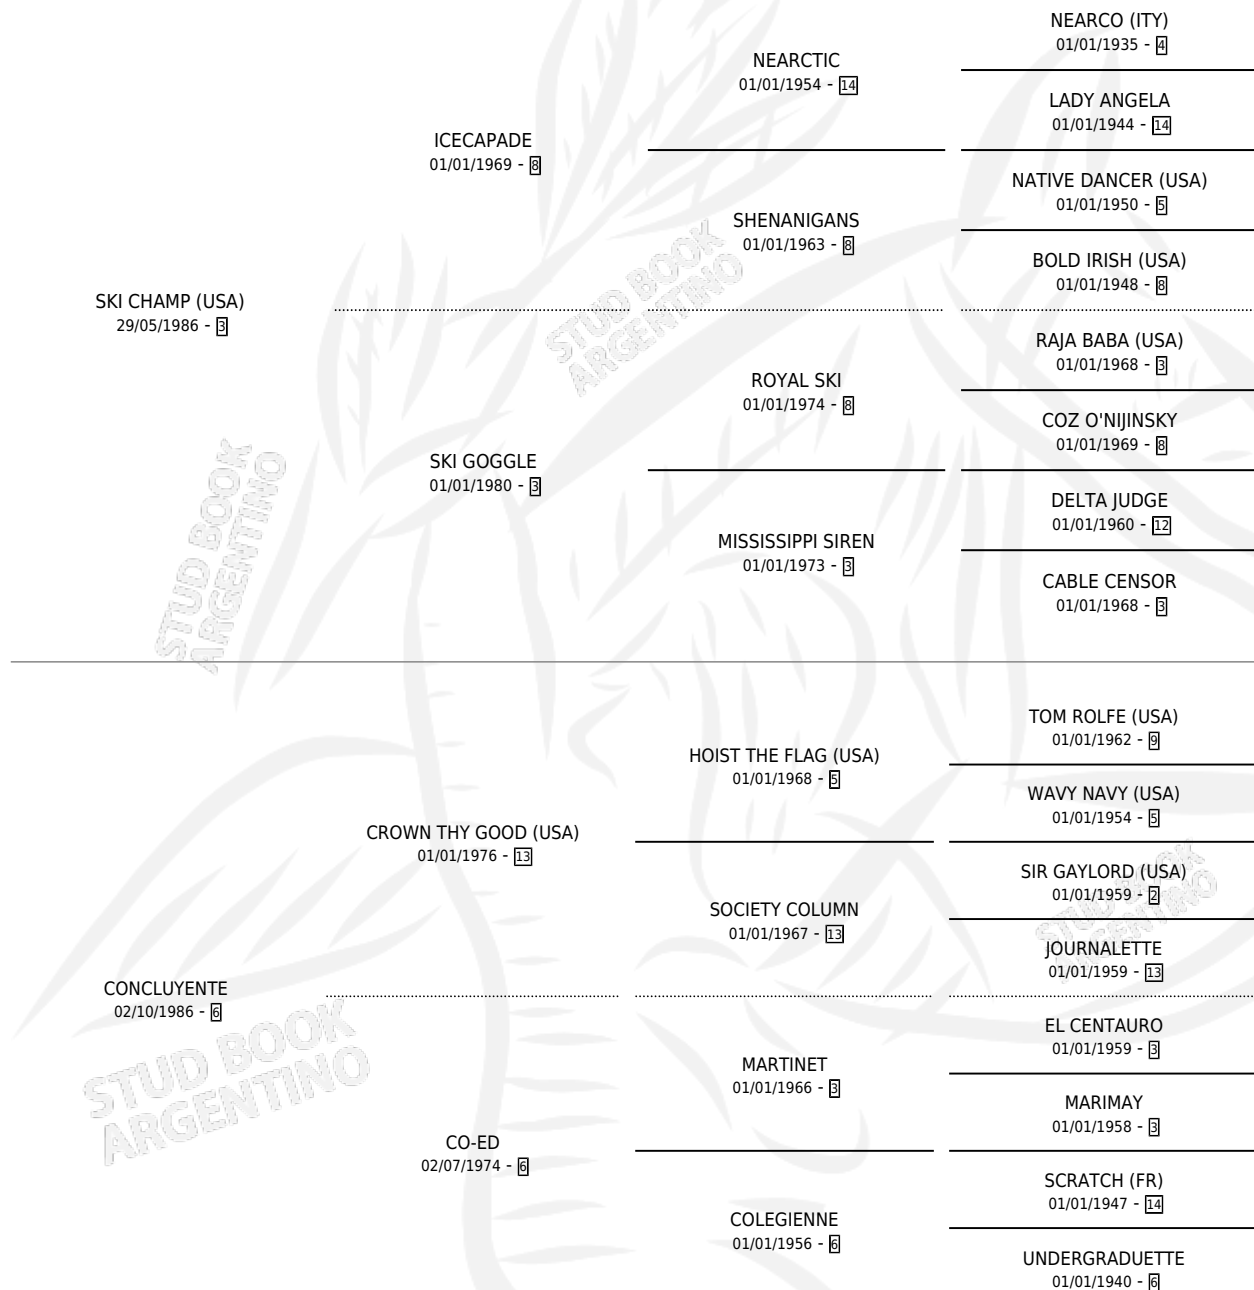 NEARCO (ITY)
01/01/1935 - 4
NEARCTIC
01/01/1954 - 14
LADY ANGELA
01/01/1944 - 14
ICECAPADE
01/01/1969 - 8
NATIVE DANCER (USA)
01/01/1950 - 5
SHENANIGANS
01/01/1963 - 8
BOLD IRISH (USA)
01/01/1948 - 8
SKI CHAMP (USA)
29/05/1986 - 3
RAJA BABA (USA)
01/01/1968 - 3
ROYAL SKI
01/01/1974 - 8
COZ O'NIJINSKY
01/01/1969 - 8
SKI GOGGLE
01/01/1980 - 3
DELTA JUDGE
01/01/1960 - 12
MISSISSIPPI SIREN
01/01/1973 - 3
CABLE CENSOR
01/01/1968 - 3
TOM ROLFE (USA)
01/01/1962 - 9
HOIST THE FLAG (USA)
01/01/1968 - 5
WAVY NAVY (USA)
01/01/1954 - 5
CROWN THY GOOD (USA)
01/01/1976 - 13
SIR GAYLORD (USA)
01/01/1959 - 2
SOCIETY COLUMN
01/01/1967 - 13
JOURNALETTE
01/01/1959 - 13
CONCLUYENTE
02/10/1986 - 6
EL CENTAURO
01/01/1959 - 3
MARTINET
01/01/1966 - 3
MARIMAY
01/01/1958 - 3
CO-ED
02/07/1974 - 6
SCRATCH (FR)
01/01/1947 - 14
COLEGIENNE
01/01/1956 - 6
UNDERGRADUETTE
01/01/1940 - 6
STUD BOOK
ARGENTINO
STUD BOOK
ARGENTINO
STUD BOOK
ARGENTINO
STUD BOOK
ARGENTINO